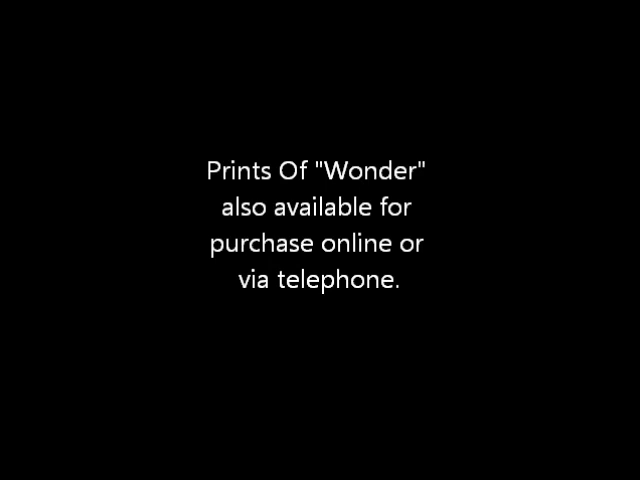 Prints Of "Wonder"
also available for
purchase online or
via telephone.